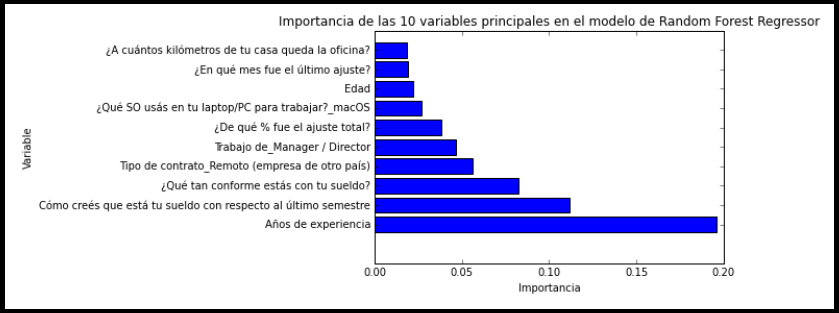 Importancia de las 10 variables principales en el modelo de Random Forest Regressor
¿A cuántos kilómetros de tu casa queda la oficina?
¿En qué mes fue el último ajuste?
Edad
¿Qué SO usás en tu laptop/PC para trabajar?_macOS
¿De qué % fue el ajuste total?
Trabajo de_Manager / Director
Tipo de contrato_Remoto (empresa de otro país)
¿Qué tan conforme estás con tu sueldo?
Cómo creés que está tu sueldo con respecto al último semestre
Años de experiencia
Variable
0.00 0.05 0.10 0.15 0.20
Importancia